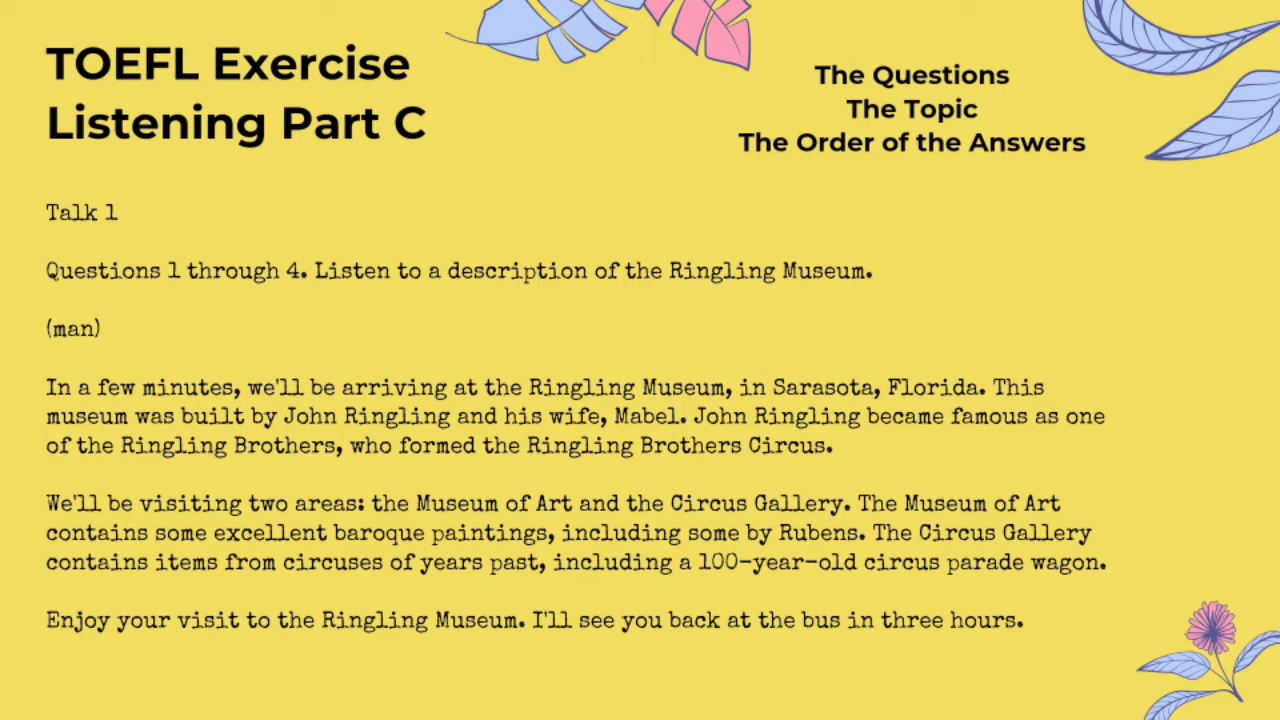 TOEFL Exercise
Listening Part C
The Questions
The Topic
The Order of the Answers
Talk 1
Questions 1 through 4. Listen to a description of the Ringling Museum.
(man)
In a few minutes, we'll be arriving at the Ringling Museum, in Sarasota, Florida. This
museum was built by John Ringling and his wife, Mabel. John Ringling became famous as one
of the Ringling Brothers, who formed the Ringling Brothers Circus.
We'll be visiting two areas: the Museum of Art and the Circus Gallery. The Museum of Art
contains some excellent baroque paintings, including some by Rubens. The Circus Gallery
contains items from circuses of years past, including a 100-year-old circus parade wagon.
Enjoy your visit to the Ringling Museum. I'll see you back at the bus in three hours.